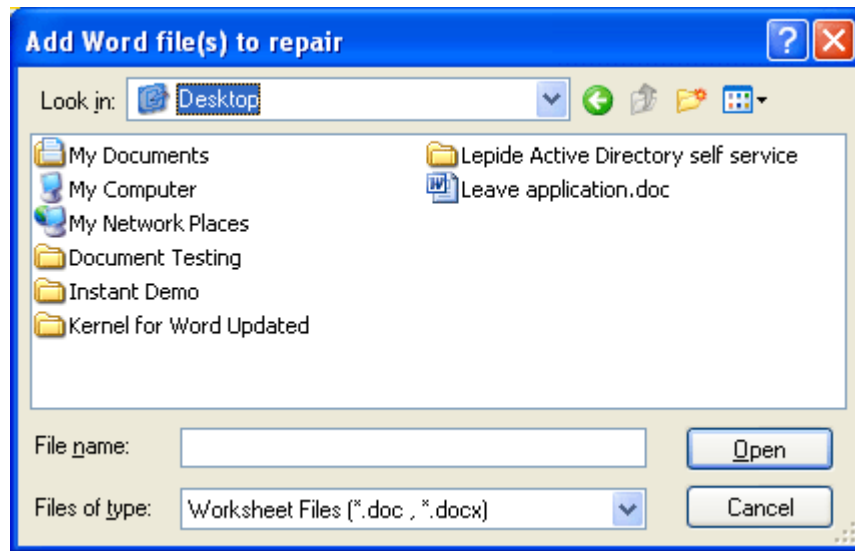 Add Word file(s) to repair
Look in: Desktop
My Documents
My Computer
My Network Places
Document Testing
Instant Demo
Kernel for Word Updated
Lepide Active Directory self service
Leave application.doc
File name:
Open
Files of type: Worksheet Files (*.doc , *.docx)
Cancel